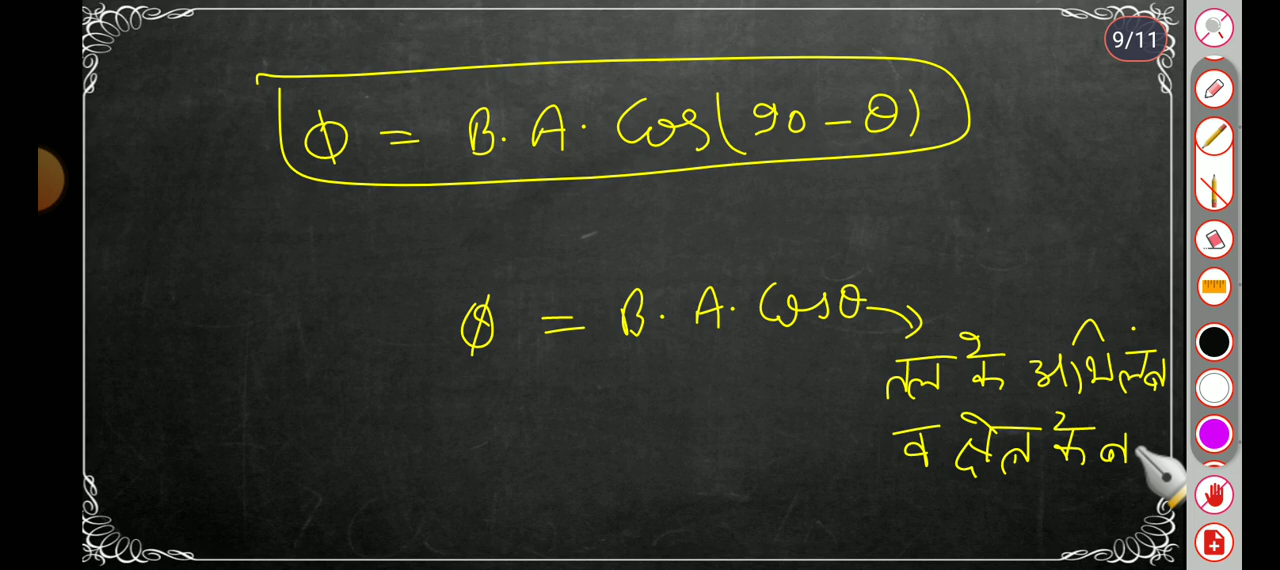 9/11
ϕ = B. A. Cos(90 – θ)
ϕ = B. A. Cosθ →
तल के अभिलंब
व क्षेत्र के ब